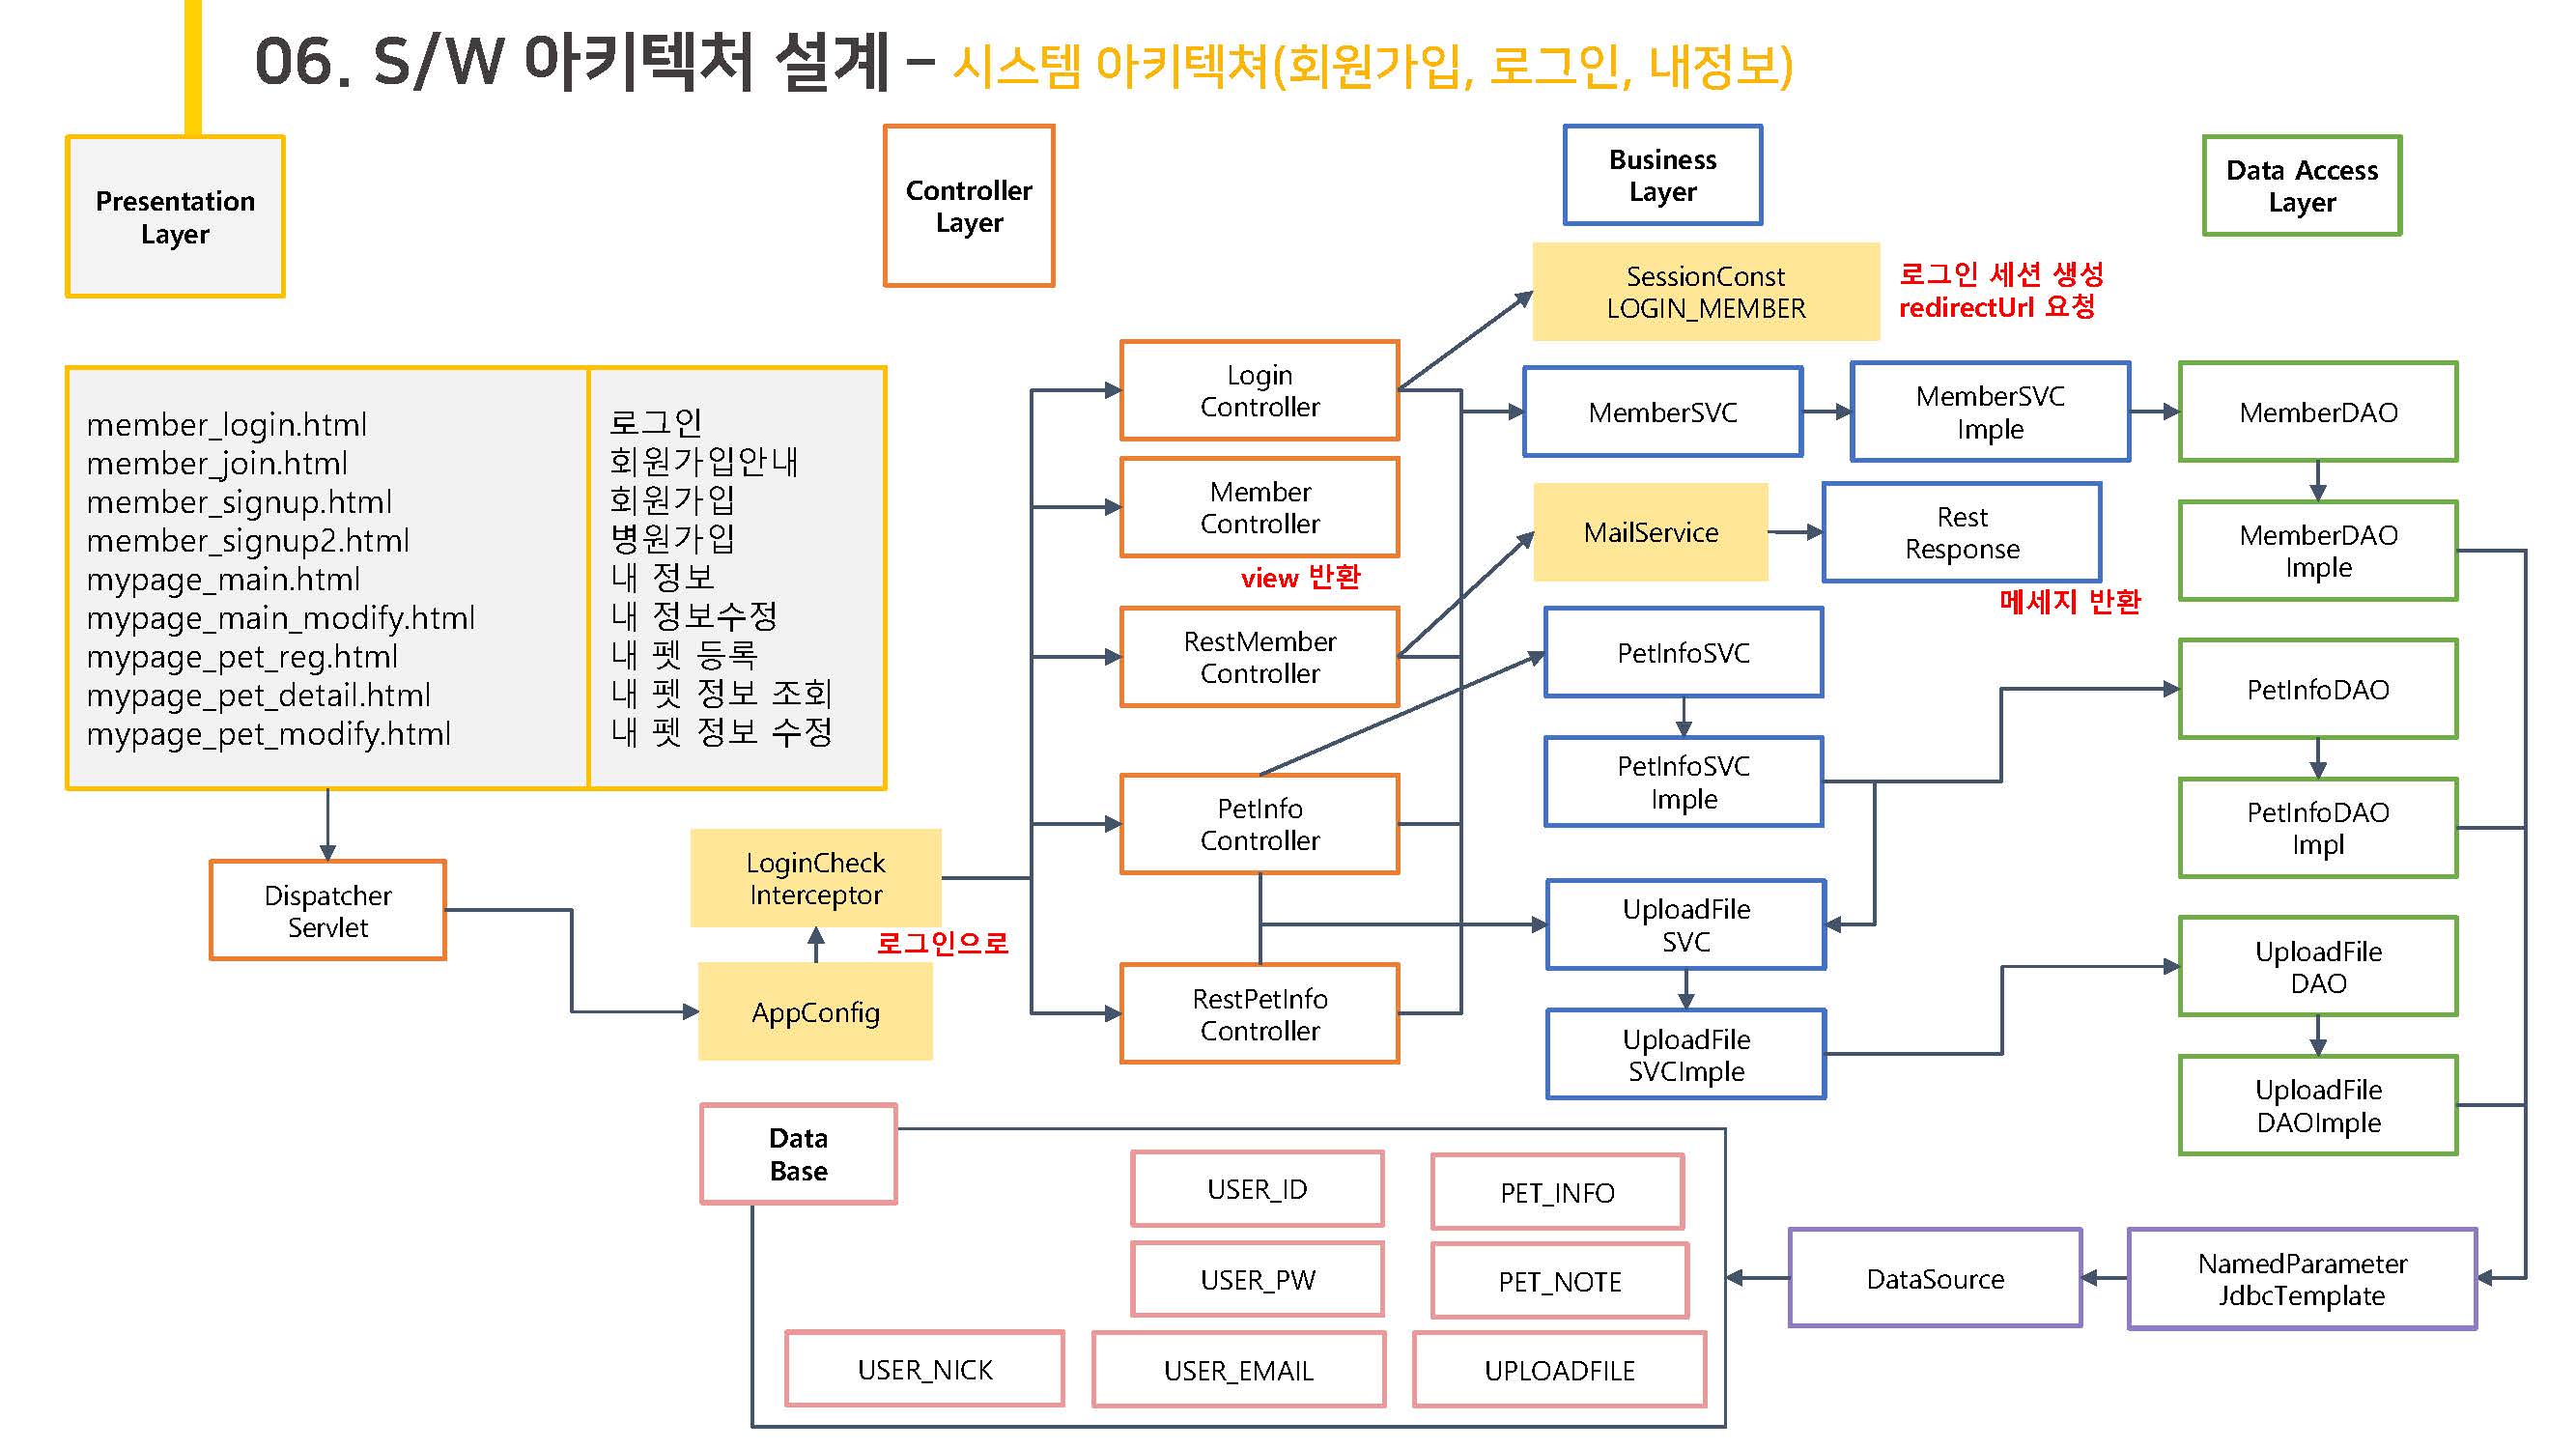 06. S/W 아키텍처 설계 – 시스템 아키텍쳐(회원가입, 로그인, 내정보)
Presentation
Layer
Controller
Layer
Business
Layer
Data Access
Layer
SessionConst
LOGIN_MEMBER
로그인 세션 생성
redirectUrl 요청
member_login.html
member_join.html
member_signup.html
member_signup2.html
mypage_main.html
mypage_main_modify.html
mypage_pet_reg.html
mypage_pet_detail.html
mypage_pet_modify.html
로그인
회원가입안내
회원가입
병원가입
내 정보
내 정보수정
내 펫 등록
내 펫 정보 조회
내 펫 정보 수정
Login
Controller
Member
Controller
view 반환
RestMember
Controller
PetInfo
Controller
RestPetInfo
Controller
MemberSVC
MemberSVC
Imple
MailService
Rest
Response
메세지 반환
PetInfoSVC
PetInfoSVC
Imple
UploadFile
SVC
UploadFile
SVCImple
MemberDAO
MemberDAO
Imple
PetInfoDAO
PetInfoDAO
Impl
UploadFile
DAO
UploadFile
DAOImple
Dispatcher
Servlet
LoginCheck
Interceptor
로그인으로
AppConfig
Data
Base
USER_ID
PET_INFO
USER_PW
PET_NOTE
USER_NICK
USER_EMAIL
UPLOADFILE
DataSource
NamedParameter
JdbcTemplate